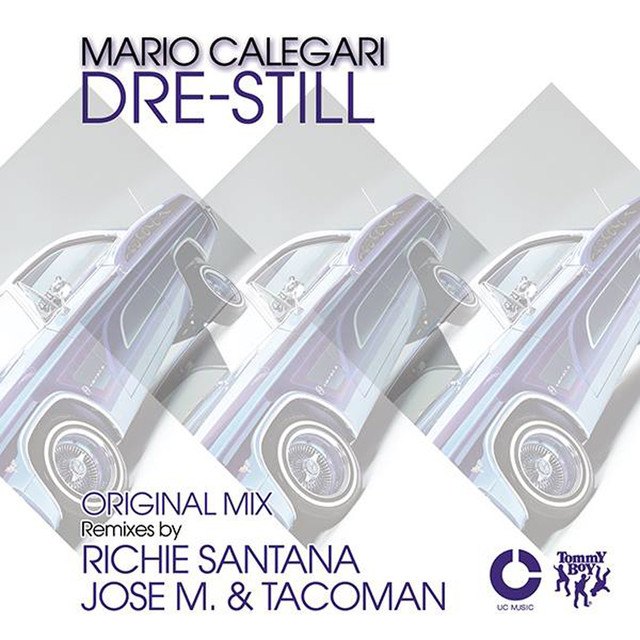 MARIO CALEGARI
DRE-STILL
ORIGINAL MIX
Remixes by
RICHIE SANTANA
JOSE M. & TACOMAN
UC MUSIC
Tommy
Boy